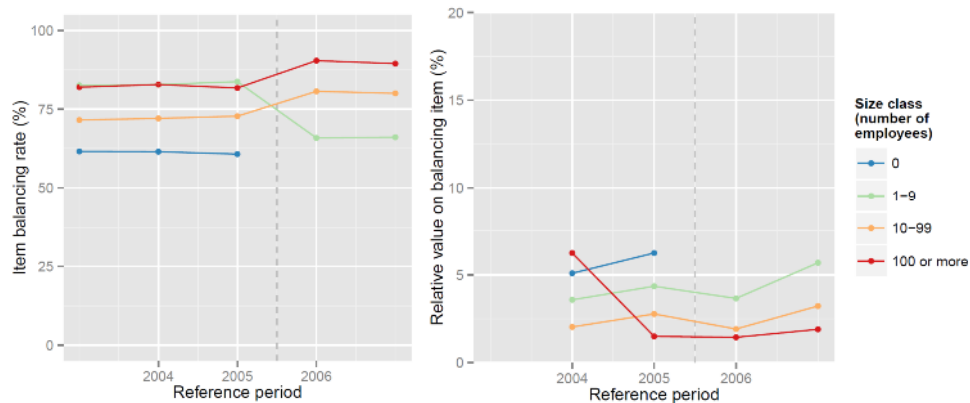 Item balancing rate (%)
100
75
50
25
0
2004
2005
2006
Reference period
Relative value on balancing item (%)
20
15
10
5
0
2004
2005
2006
Reference period
Size class
(number of
employees)
0
1−9
10−99
100 or more